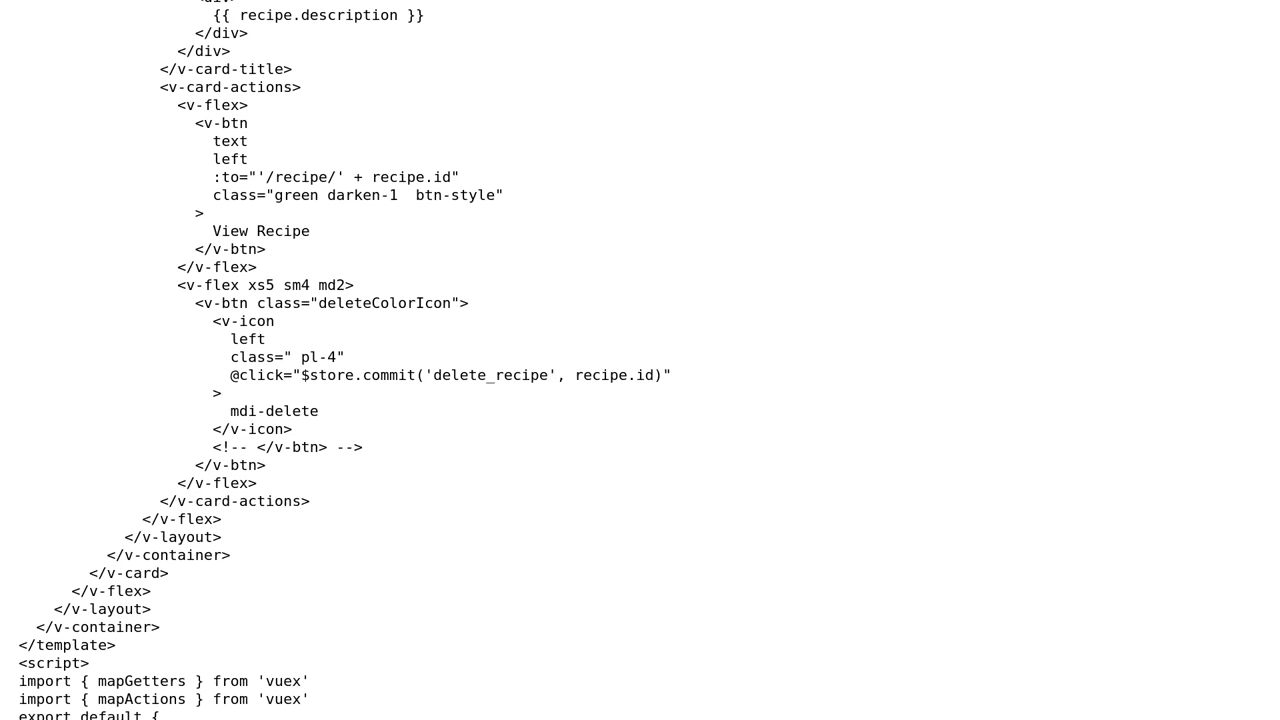 <div>
{{ recipe.description }}
</div>
</div>
</v-card-title>
<v-card-actions>
<v-flex>
<v-btn
text
left
:to="'/recipe/' + recipe.id"
class="green darken-1  btn-style"
>
View Recipe
</v-btn>
</v-flex>
<v-flex xs5 sm4 md2>
<v-btn class="deleteColorIcon">
<v-icon
left
class=" pl-4"
@click="$store.commit('delete_recipe', recipe.id)"
>
mdi-delete
</v-icon>
<!-- </v-btn> -->
</v-btn>
</v-flex>
</v-card-actions>
</v-flex>
</v-layout>
</v-container>
</v-card>
</v-flex>
</v-layout>
</v-container>
</template>
<script>
import { mapGetters } from 'vuex'
import { mapActions } from 'vuex'
export default {